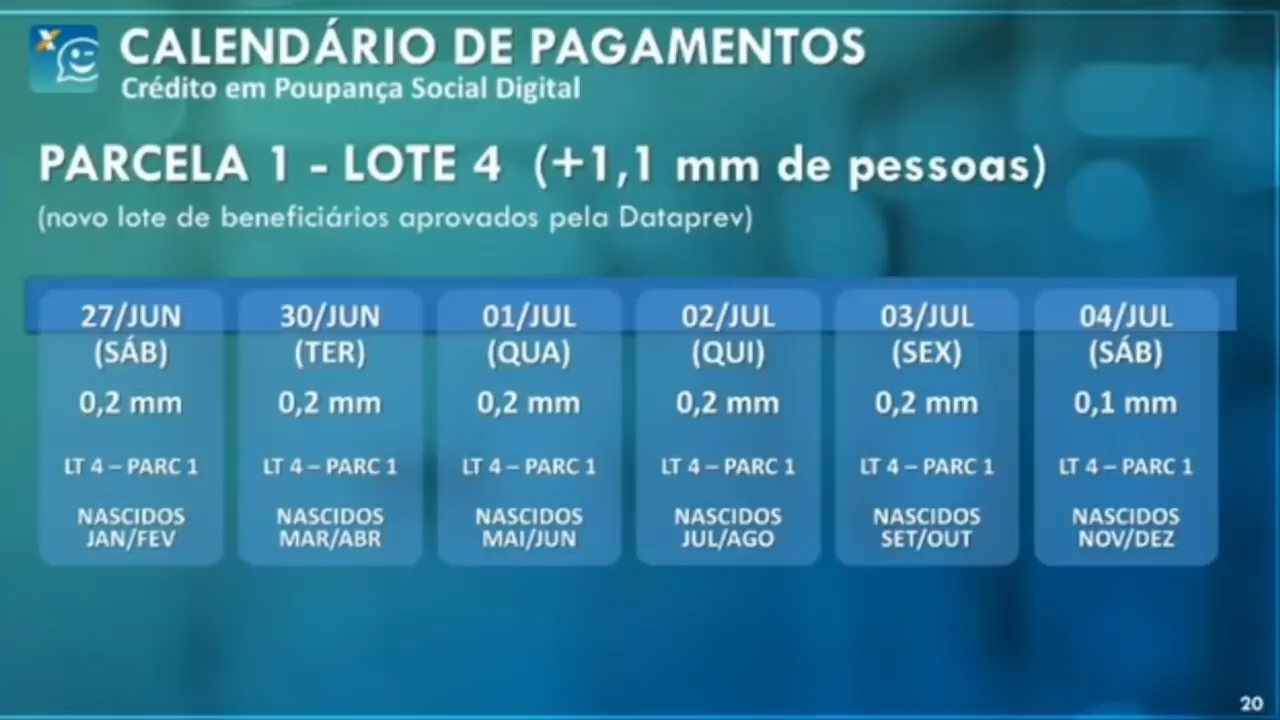 CALENDÁRIO DE PAGAMENTOS
Crédito em Poupança Social Digital
PARCELA 1 - LOTE 4 (+1,1 mm de pessoas)
(novo lote de beneficiários aprovados pela Dataprev)
27/JUN
(SÁB)
0,2 mm
LT 4 – PARC 1
NASCIDOS
JAN/FEV
30/JUN
(TER)
0,2 mm
LT 4 – PARC 1
NASCIDOS
MAR/ABR
01/JUL
(QUA)
0,2 mm
LT 4 – PARC 1
NASCIDOS
MAI/JUN
02/JUL
(QUI)
0,2 mm
LT 4 – PARC 1
NASCIDOS
JUL/AGO
03/JUL
(SEX)
0,2 mm
LT 4 – PARC 1
NASCIDOS
SET/OUT
04/JUL
(SÁB)
0,1 mm
LT 4 – PARC 1
NASCIDOS
NOV/DEZ
20